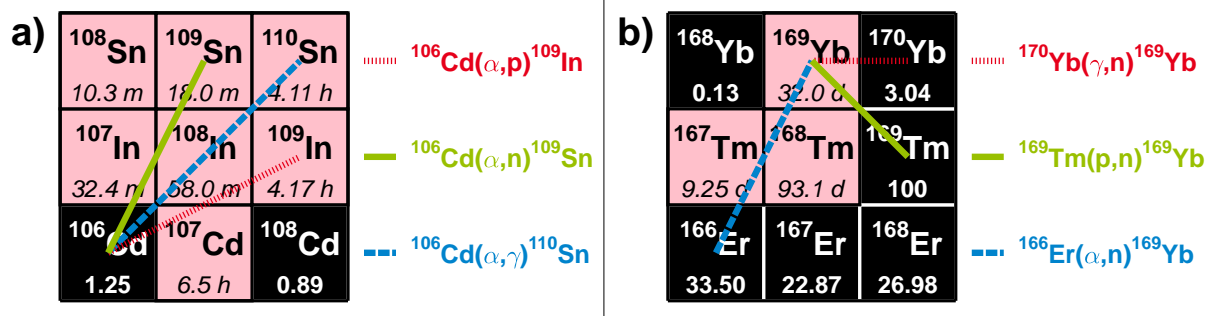 a)
¹⁰⁸Sn ¹⁰⁹Sn ¹¹⁰Sn
10.3 m 18.0 m 4.11 h
¹⁰⁷In ¹⁰⁸In ¹⁰⁹In
32.4 m 58.0 m 4.17 h
¹⁰⁶Cd ¹⁰⁷Cd ¹⁰⁸Cd
1.25 6.5 h 0.89
¹⁰⁶Cd(α,p)¹⁰⁹In
¹⁰⁶Cd(α,n)¹⁰⁹Sn
¹⁰⁶Cd(α,γ)¹¹⁰Sn
b)
¹⁶⁸Yb ¹⁶⁹Yb ¹⁷⁰Yb
0.13 32.0 d 3.04
¹⁶⁷Tm ¹⁶⁸Tm ¹⁶⁹Tm
9.25 d 93.1 d 100
¹⁶⁶Er ¹⁶⁷Er ¹⁶⁸Er
33.50 22.87 26.98
¹⁷⁰Yb(γ,n)¹⁶⁹Yb
¹⁶⁹Tm(p,n)¹⁶⁹Yb
¹⁶⁶Er(α,n)¹⁶⁹Yb